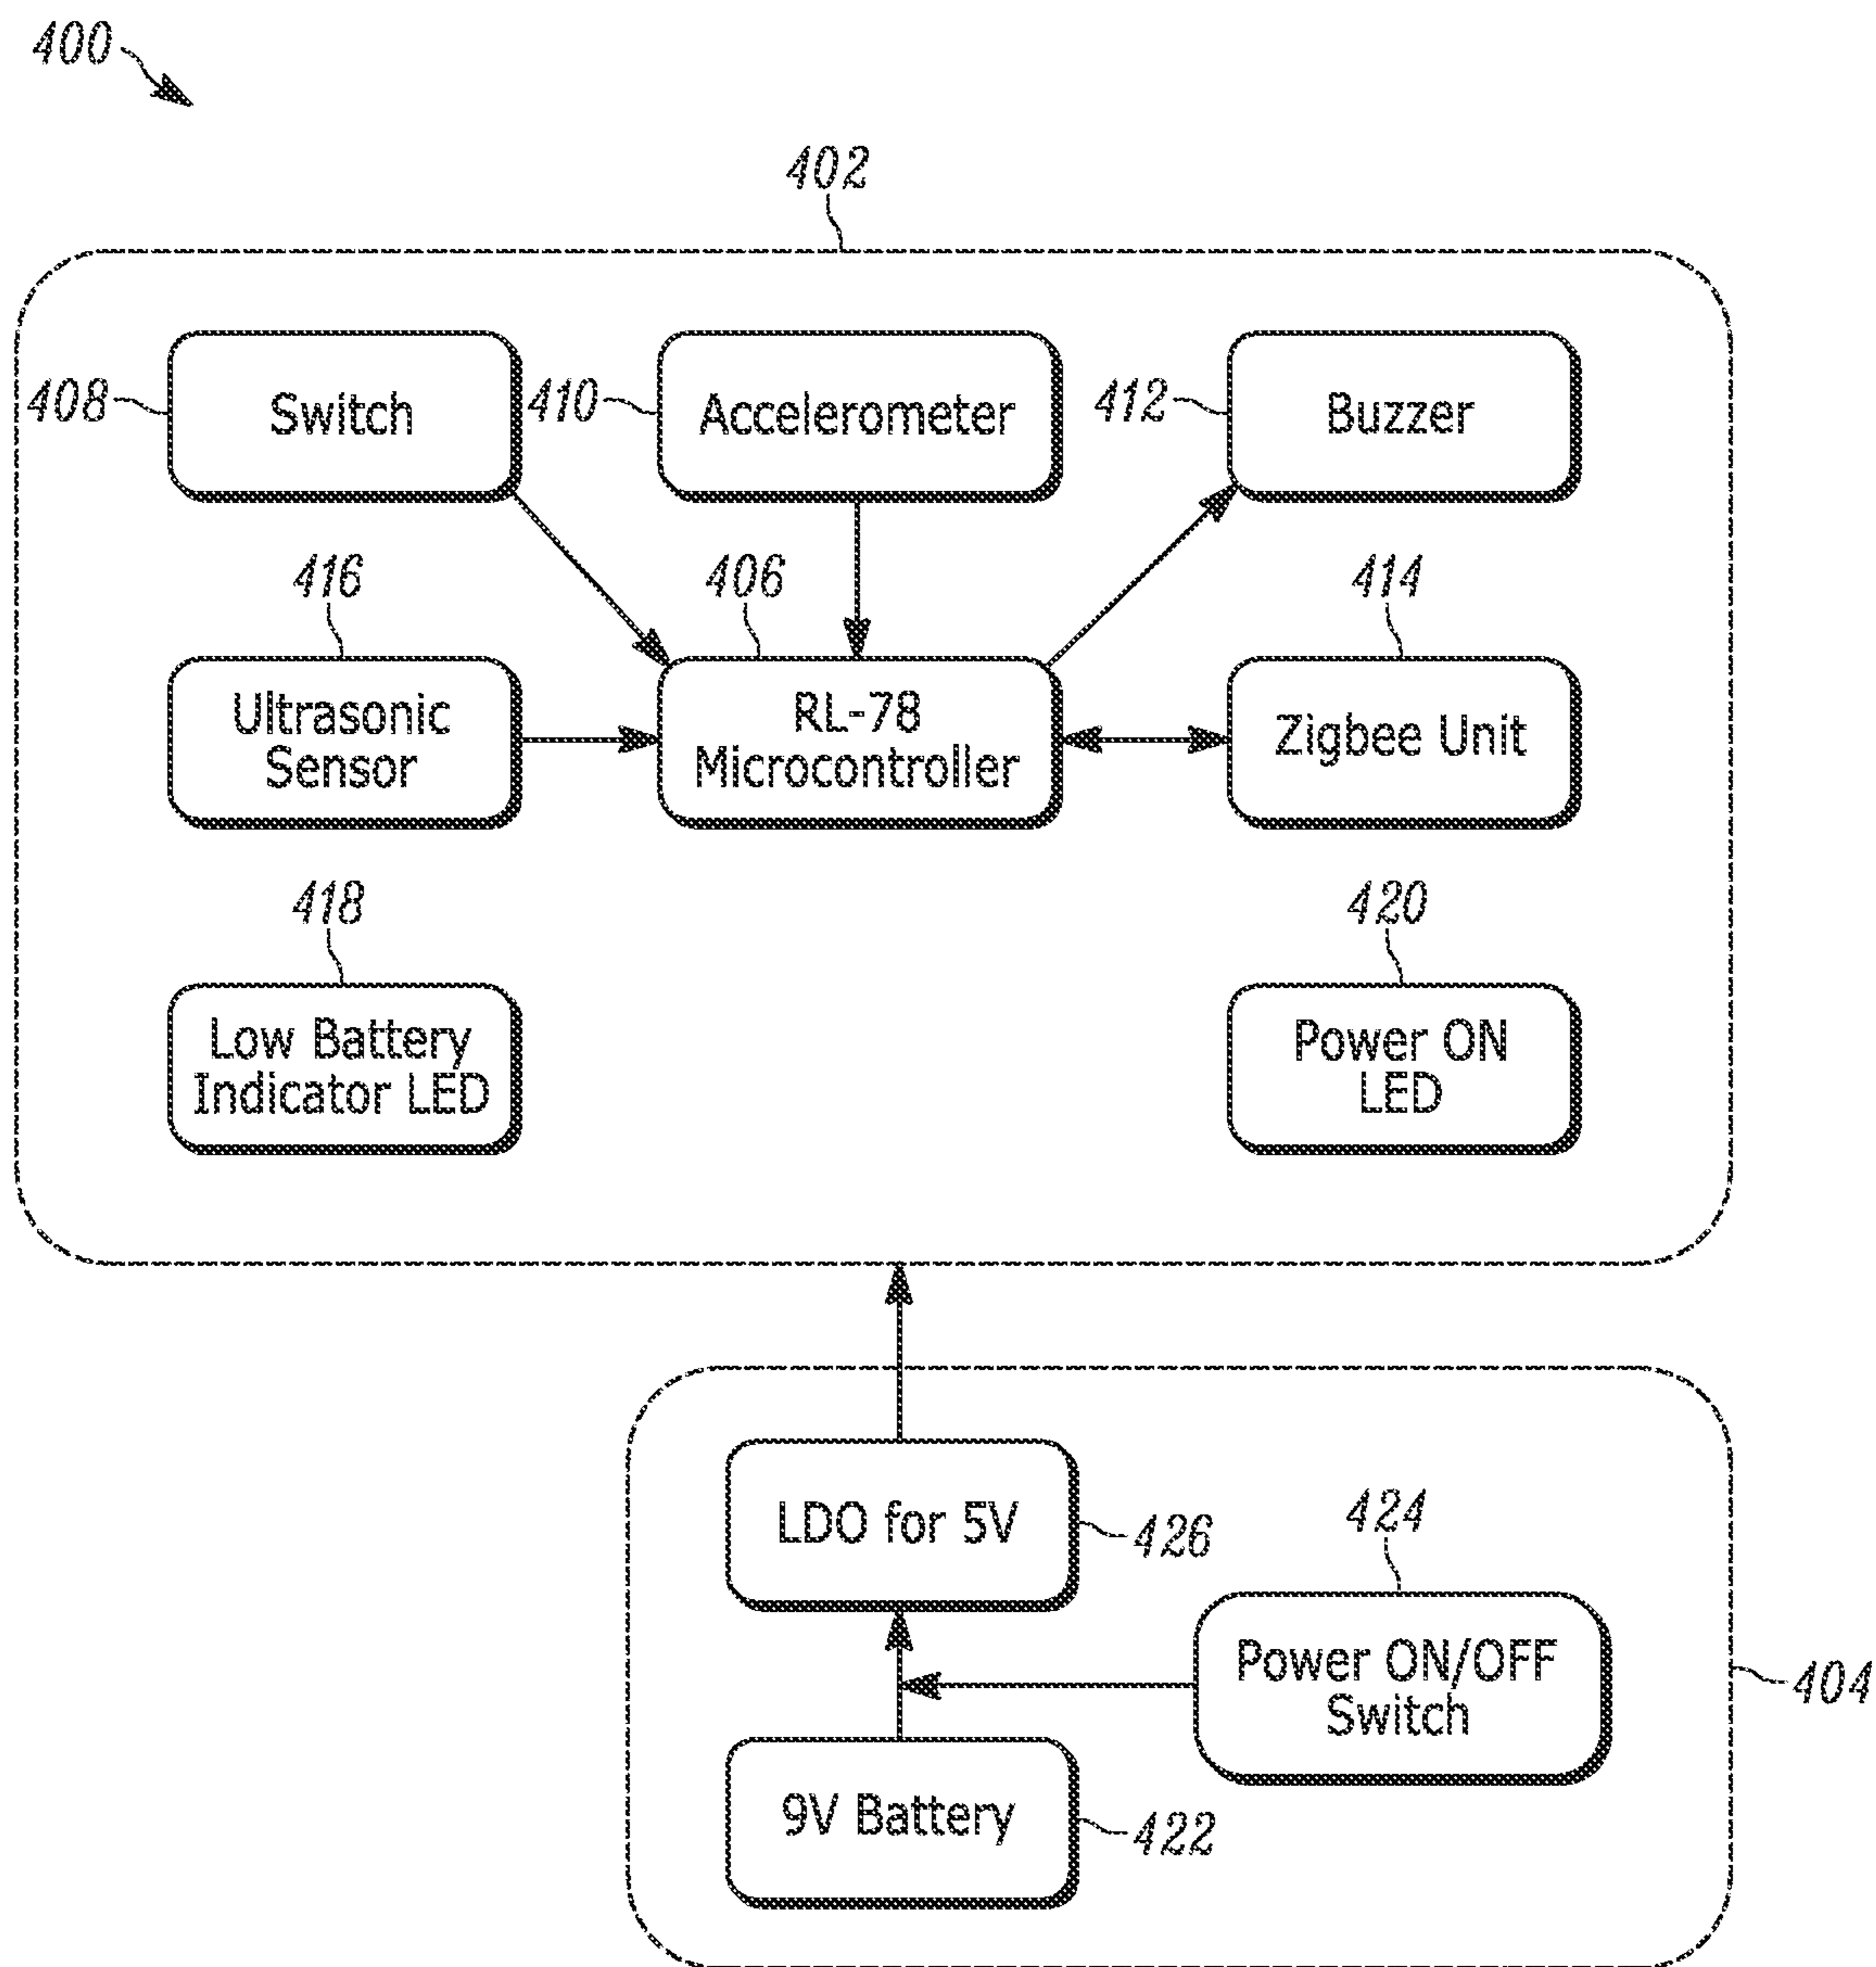 400
402
408
Switch
410
Accelerometer
412
Buzzer
416
406
414
Ultrasonic
Sensor
RL-78
Microcontroller
Zigbee Unit
418
420
Low Battery
Indicator LED
Power ON
LED
LDO for 5V
426
424
Power ON/OFF
Switch
404
9V Battery
422